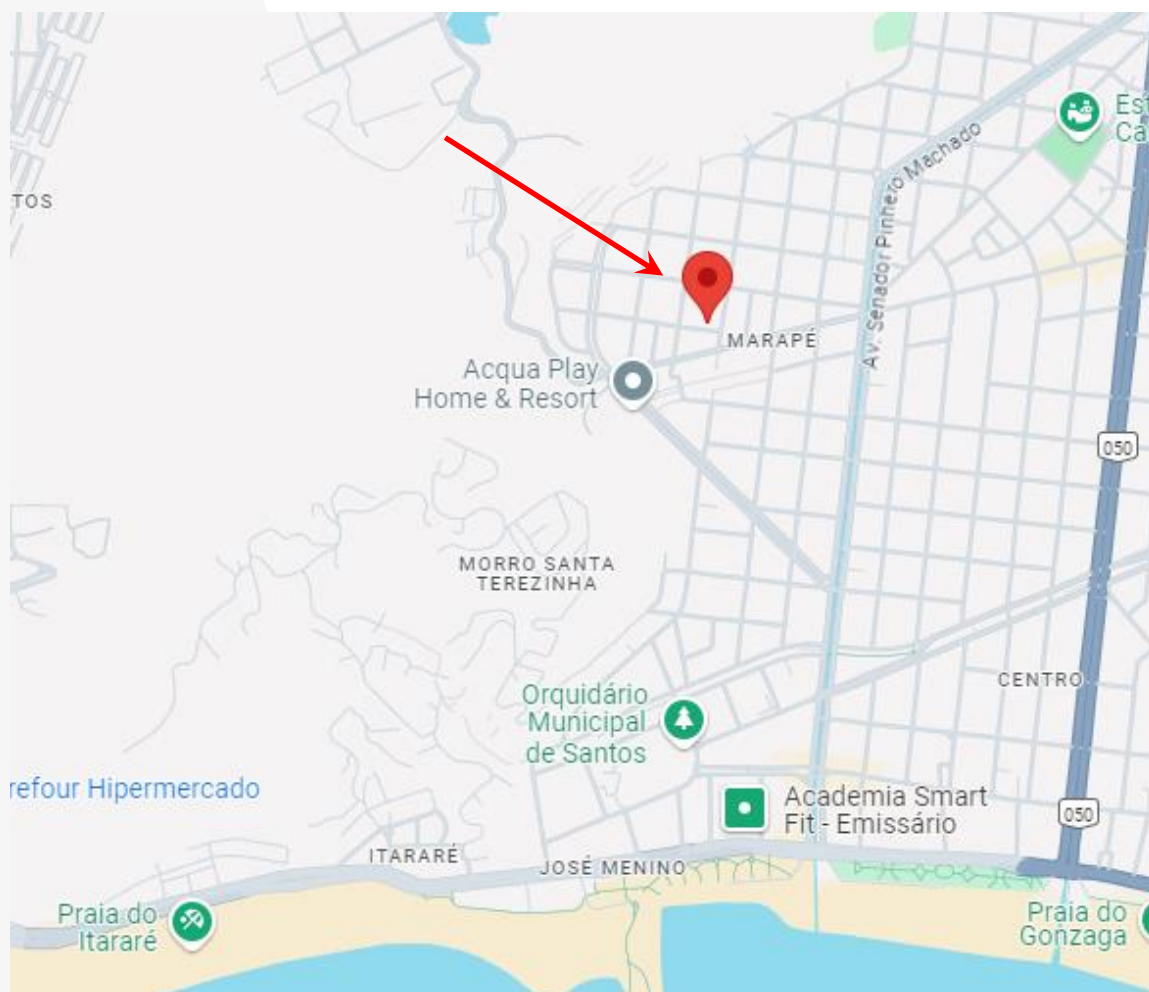 Est
Ca
Av. Senador Pinheiro Machado
TOS
MARAPÉ
Acqua Play
Home & Resort
050
MORRO SANTA
TEREZINHA
CENTRO
Orquidário
Municipal
de Santos
refour Hipermercado
Academia Smart
Fit - Emissário
050
ITARARÉ
JOSÉ MENINO
Praia do
Itararé
Praia do
Gonzaga